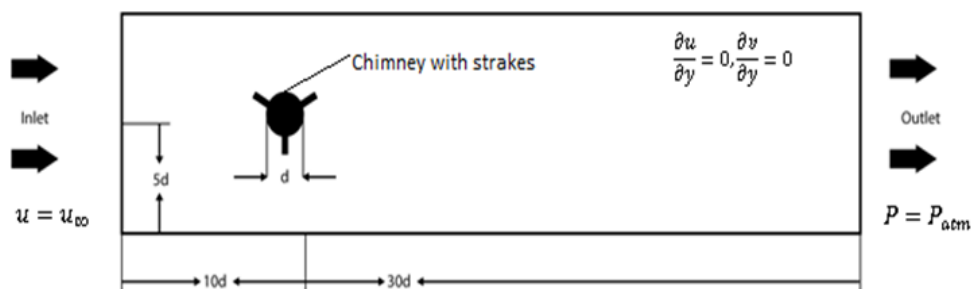 Chimney with strakes
∂u/∂y = 0, ∂v/∂y = 0
Inlet
Outlet
5d
d
u = u∞
P = Patm
10d
30d